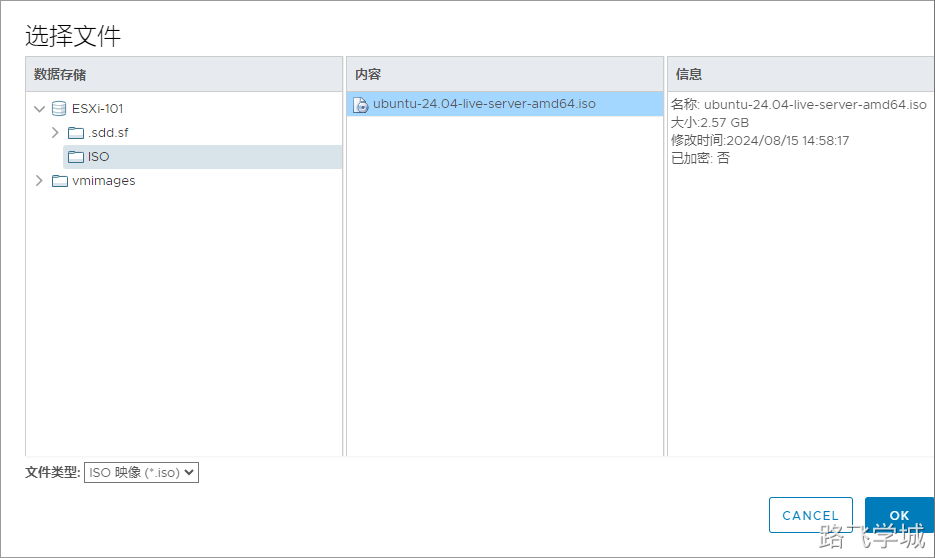 选择文件
数据存储
ESXi-101
.sdd.sf
ISO
vmimages
内容
ubuntu-24.04-live-server-amd64.iso
信息
名称: ubuntu-24.04-live-server-amd64.iso
大小:2.57 GB
修改时间:2024/08/15 14:58:17
已加密: 否
文件类型: ISO 映像 (*.iso)
CANCEL
OK
路飞学城